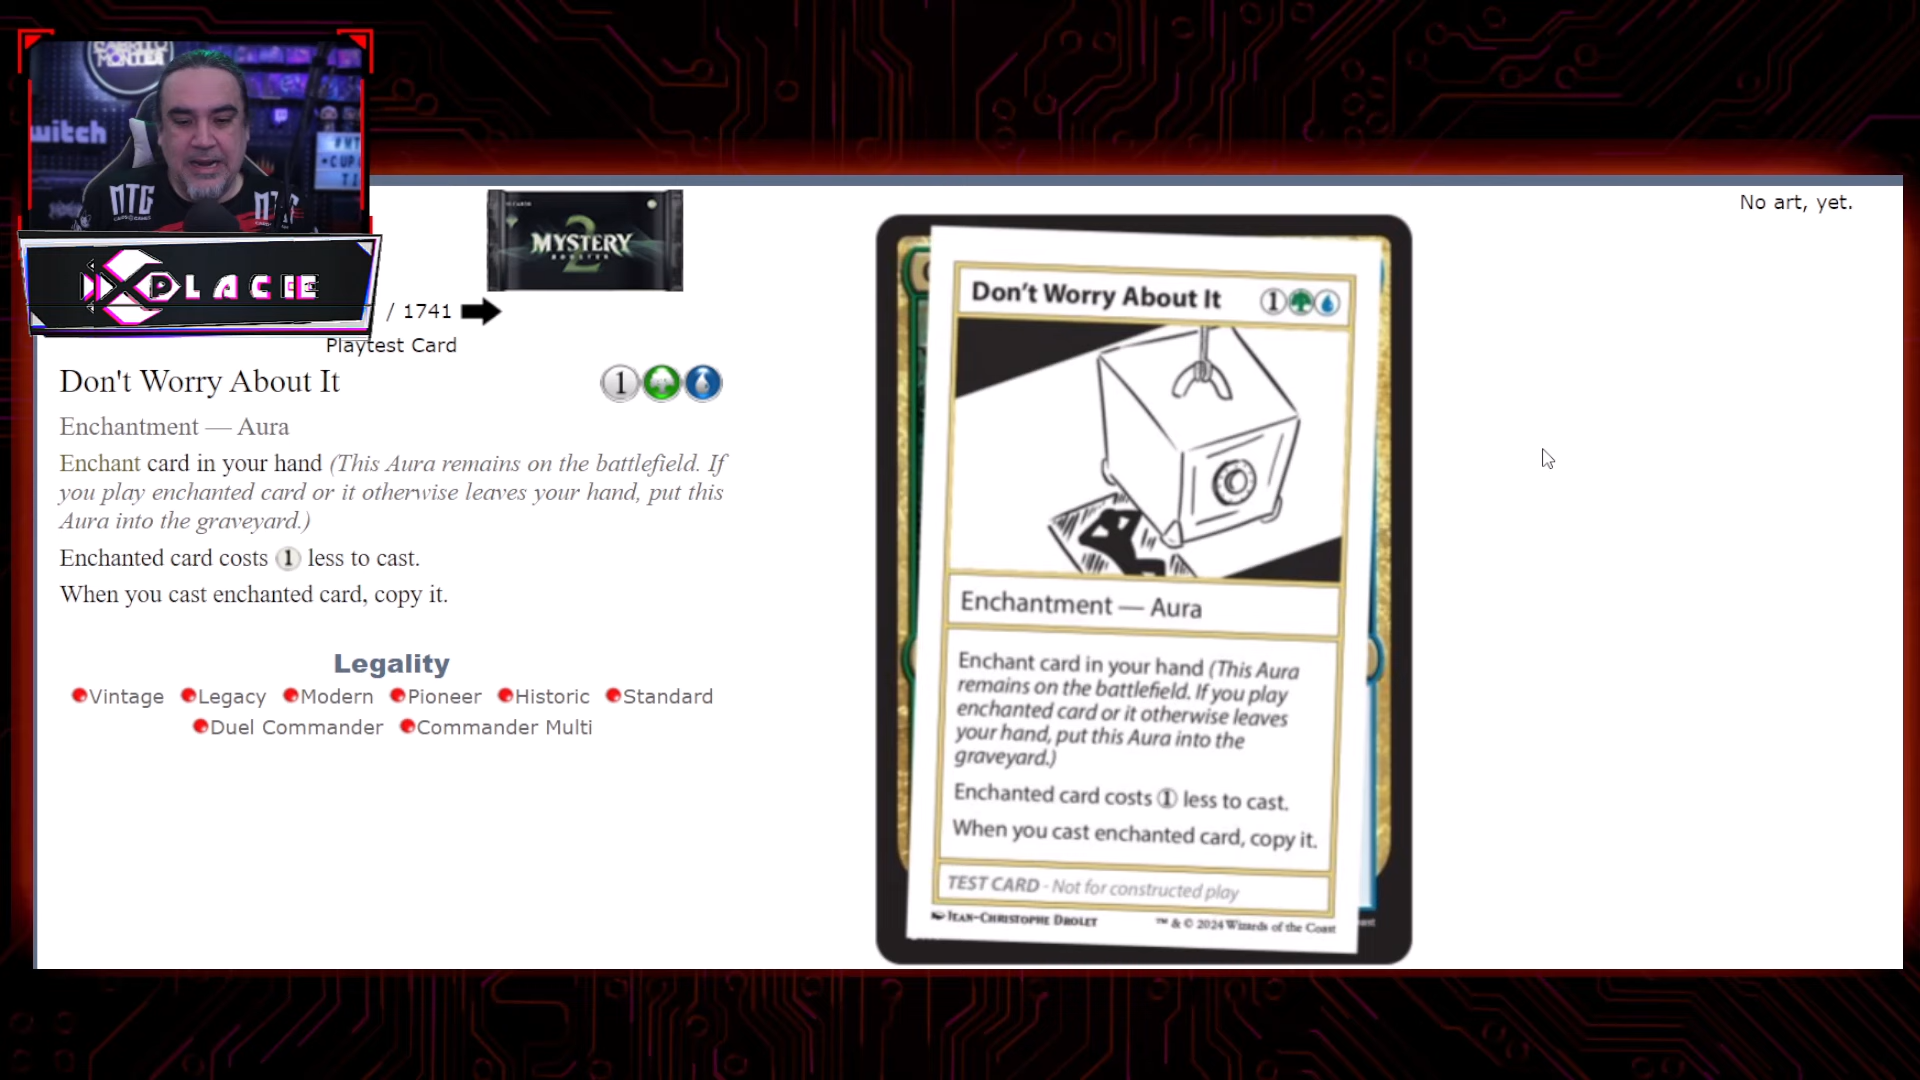 witch
MTG
PLACE
MYSTERY
2
BOOSTER
No art, yet.
/ 1741
Playtest Card
Don't Worry About It
1
Enchantment — Aura
Enchant card in your hand (This Aura remains on the battlefield. If
you play enchanted card or it otherwise leaves your hand, put this
Aura into the graveyard.)
Enchanted card costs 1 less to cast.
When you cast enchanted card, copy it.
Legality
Vintage Legacy Modern Pioneer Historic Standard
Duel Commander Commander Multi
Don't Worry About It 1
Enchantment — Aura
Enchant card in your hand (This Aura
remains on the battlefield. If you play
enchanted card or it otherwise leaves
your hand, put this Aura into the
graveyard.)
Enchanted card costs 1 less to cast.
When you cast enchanted card, copy it.
TEST CARD - Not for constructed play
Jean-Christophe Drolet
™ & © 2024 Wizards of the Coast